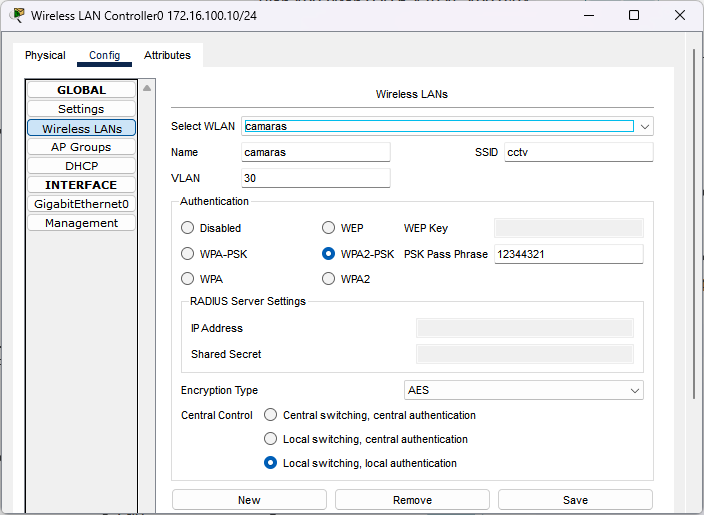 Wireless LAN Controller0 172.16.100.10/24
Physical Config Attributes
GLOBAL
Settings
Wireless LANs
AP Groups
DHCP
INTERFACE
GigabitEthernet0
Management
Wireless LANs
Select WLAN camaras
Name camaras SSID cctv
VLAN 30
Authentication
Disabled WEP WEP Key
WPA-PSK WPA2-PSK PSK Pass Phrase 12344321
WPA WPA2
RADIUS Server Settings
IP Address
Shared Secret
Encryption Type AES
Central Control Central switching, central authentication
Local switching, central authentication
Local switching, local authentication
New Remove Save